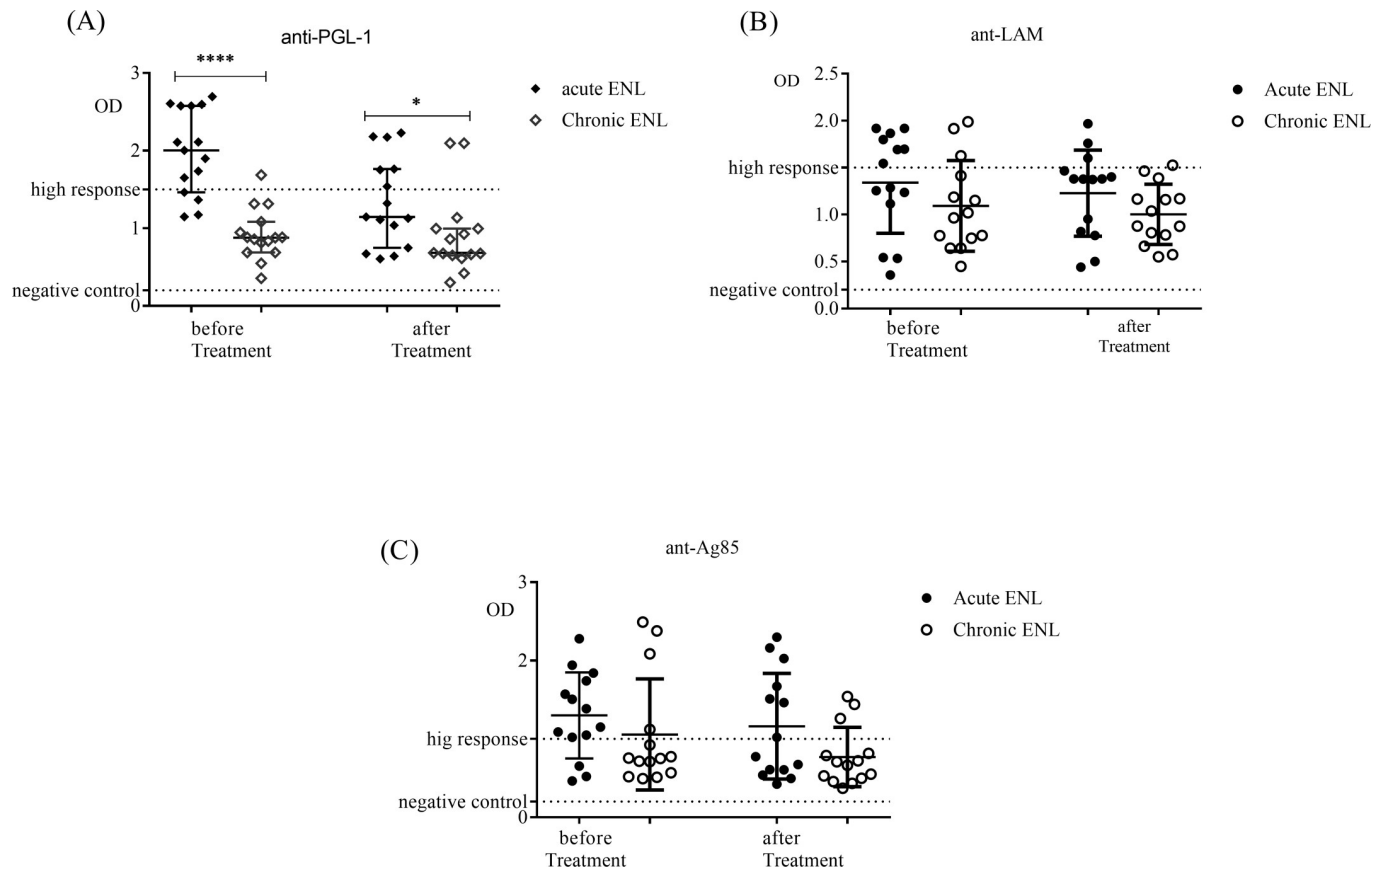 (A)
anti-PGL-1
****
*
3
OD
2
high response
1
negative control
0
before
Treatment
after
Treatment
acute ENL
Chronic ENL
(B)
ant-LAM
2.5
OD
2.0
high response
1.0
0.5
negative control
0.0
before
Treatment
after
Treatment
Acute ENL
Chronic ENL
(C)
ant-Ag85
3
OD
2
hig response
negative control
0
before
Treatment
after
Treatment
Acute ENL
Chronic ENL